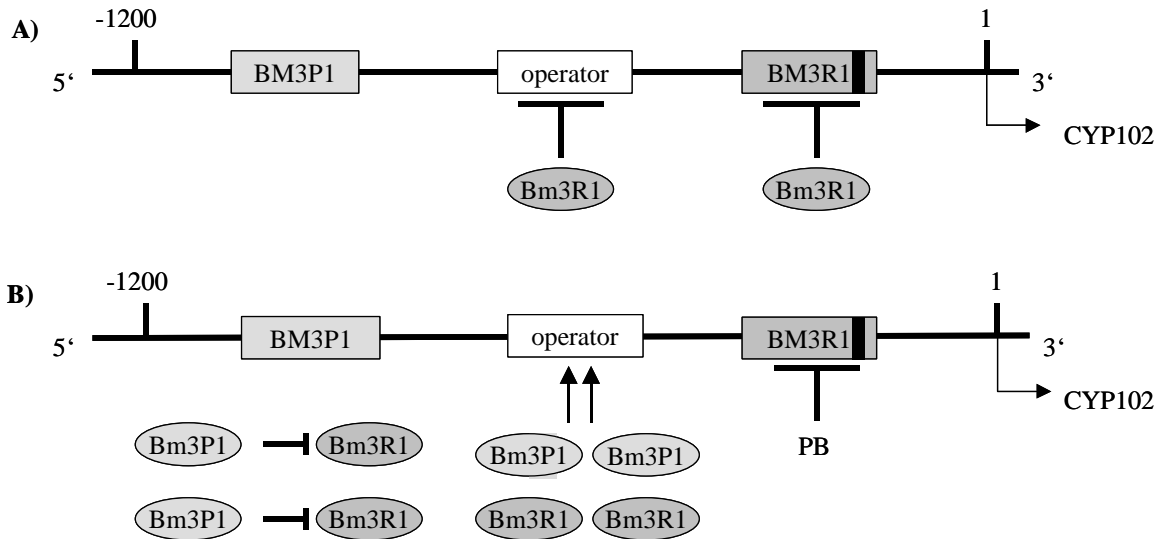 A)
-1200
1
5‘
BM3P1
operator
BM3R1
3‘
CYP102
Bm3R1
Bm3R1
B)
-1200
1
5‘
BM3P1
operator
BM3R1
3‘
CYP102
Bm3P1
Bm3R1
Bm3P1
Bm3P1
PB
Bm3P1
Bm3R1
Bm3R1
Bm3R1